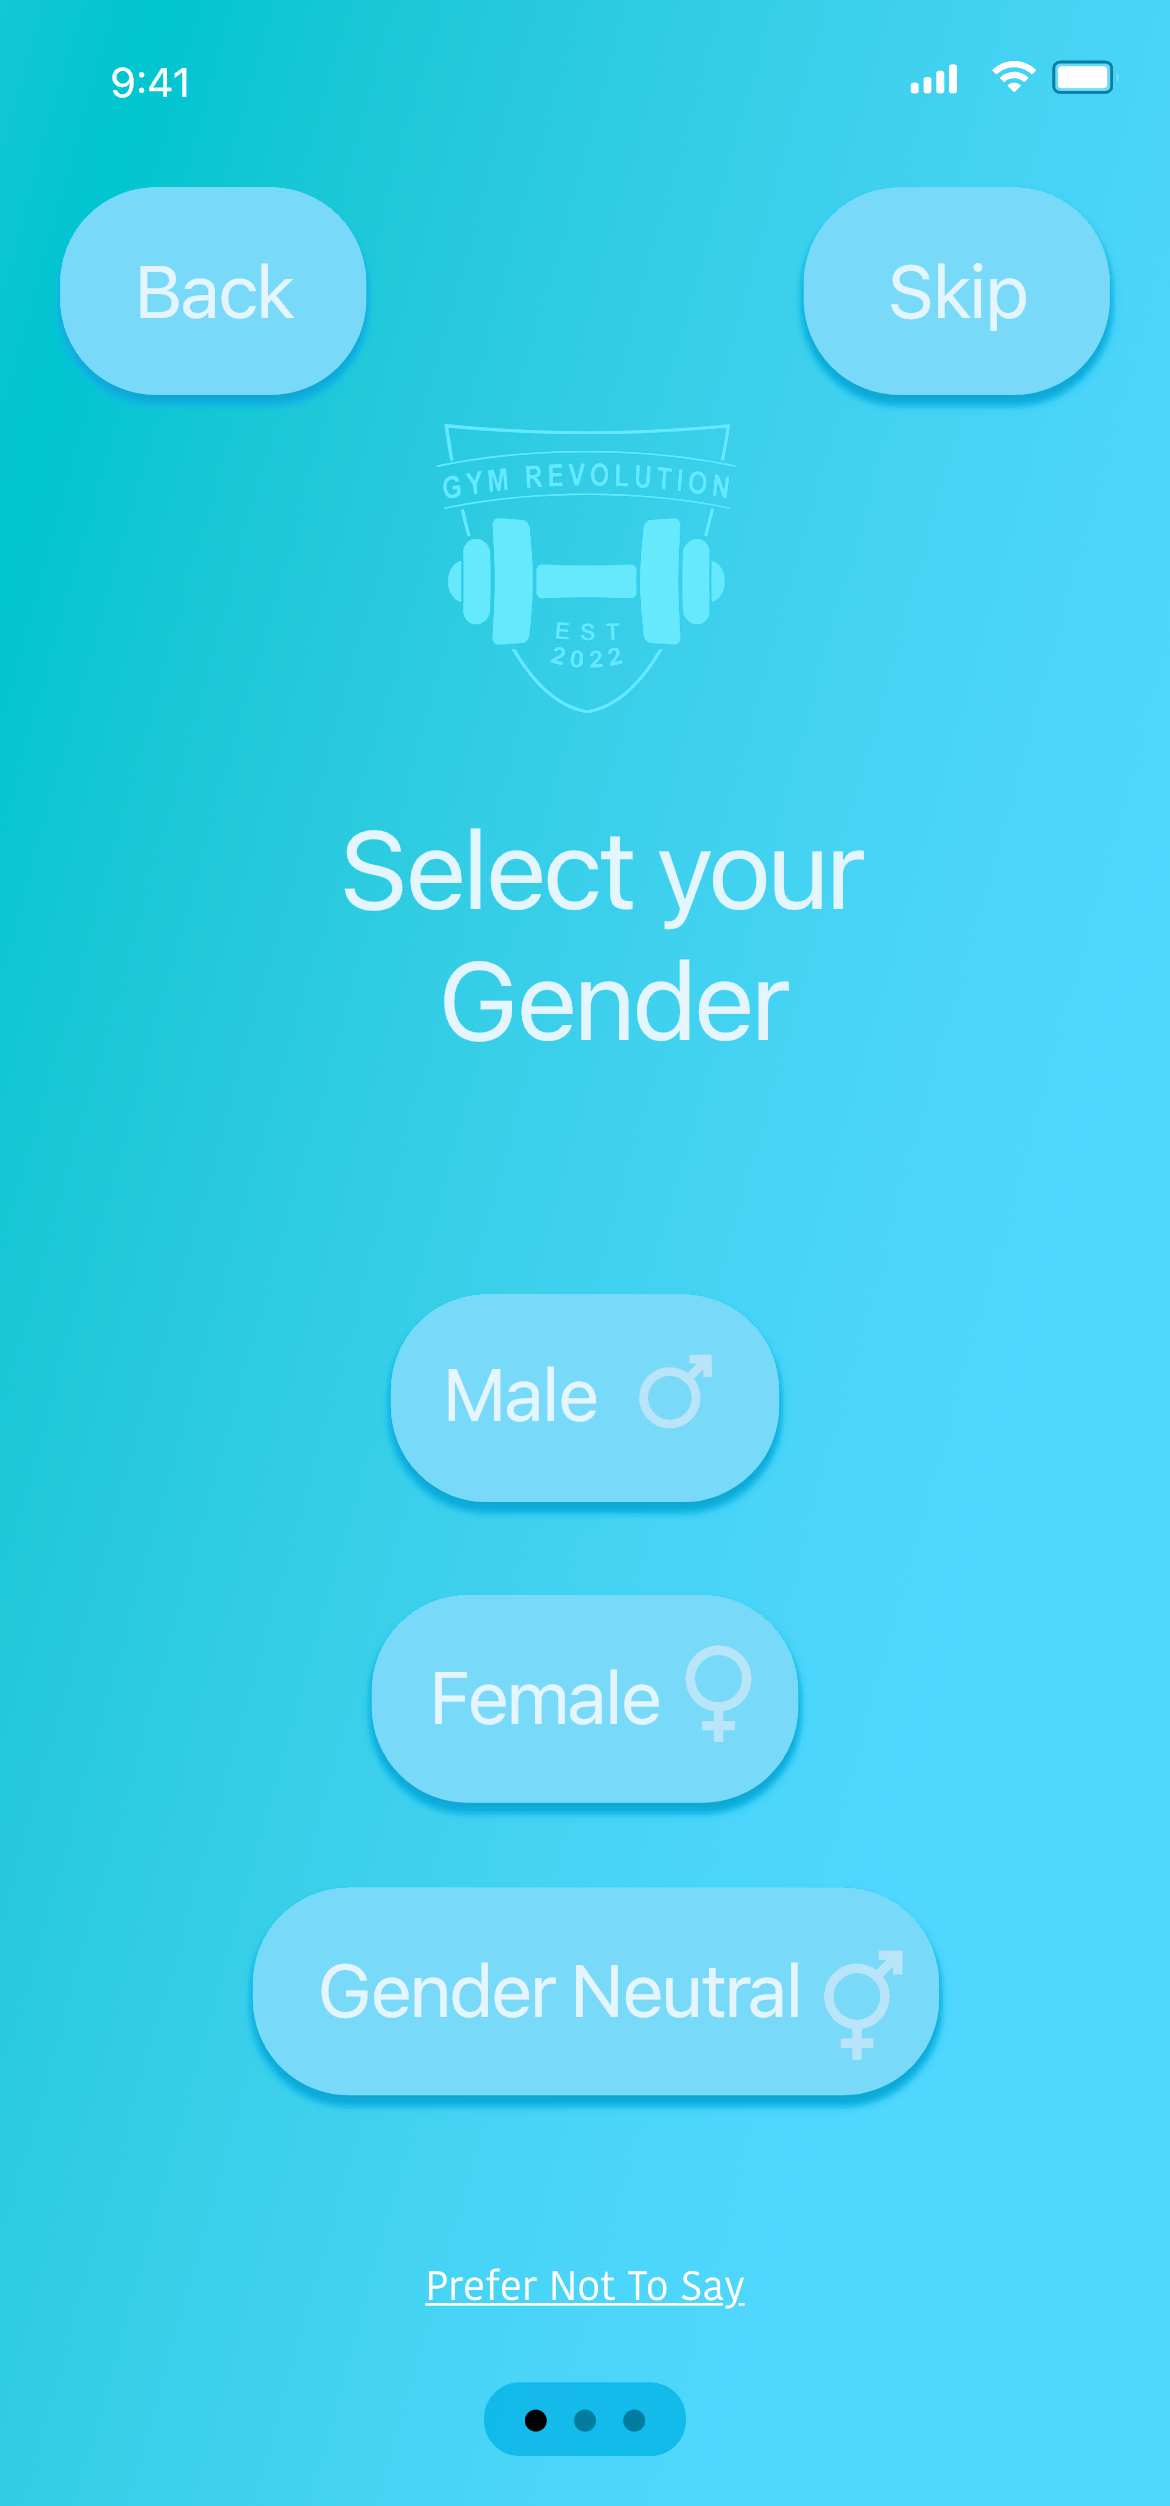 9:41
Back
Skip
GYM REVOLUTION
EST
2022
Select your
Gender
Male
Female
Gender Neutral
Prefer Not To Say